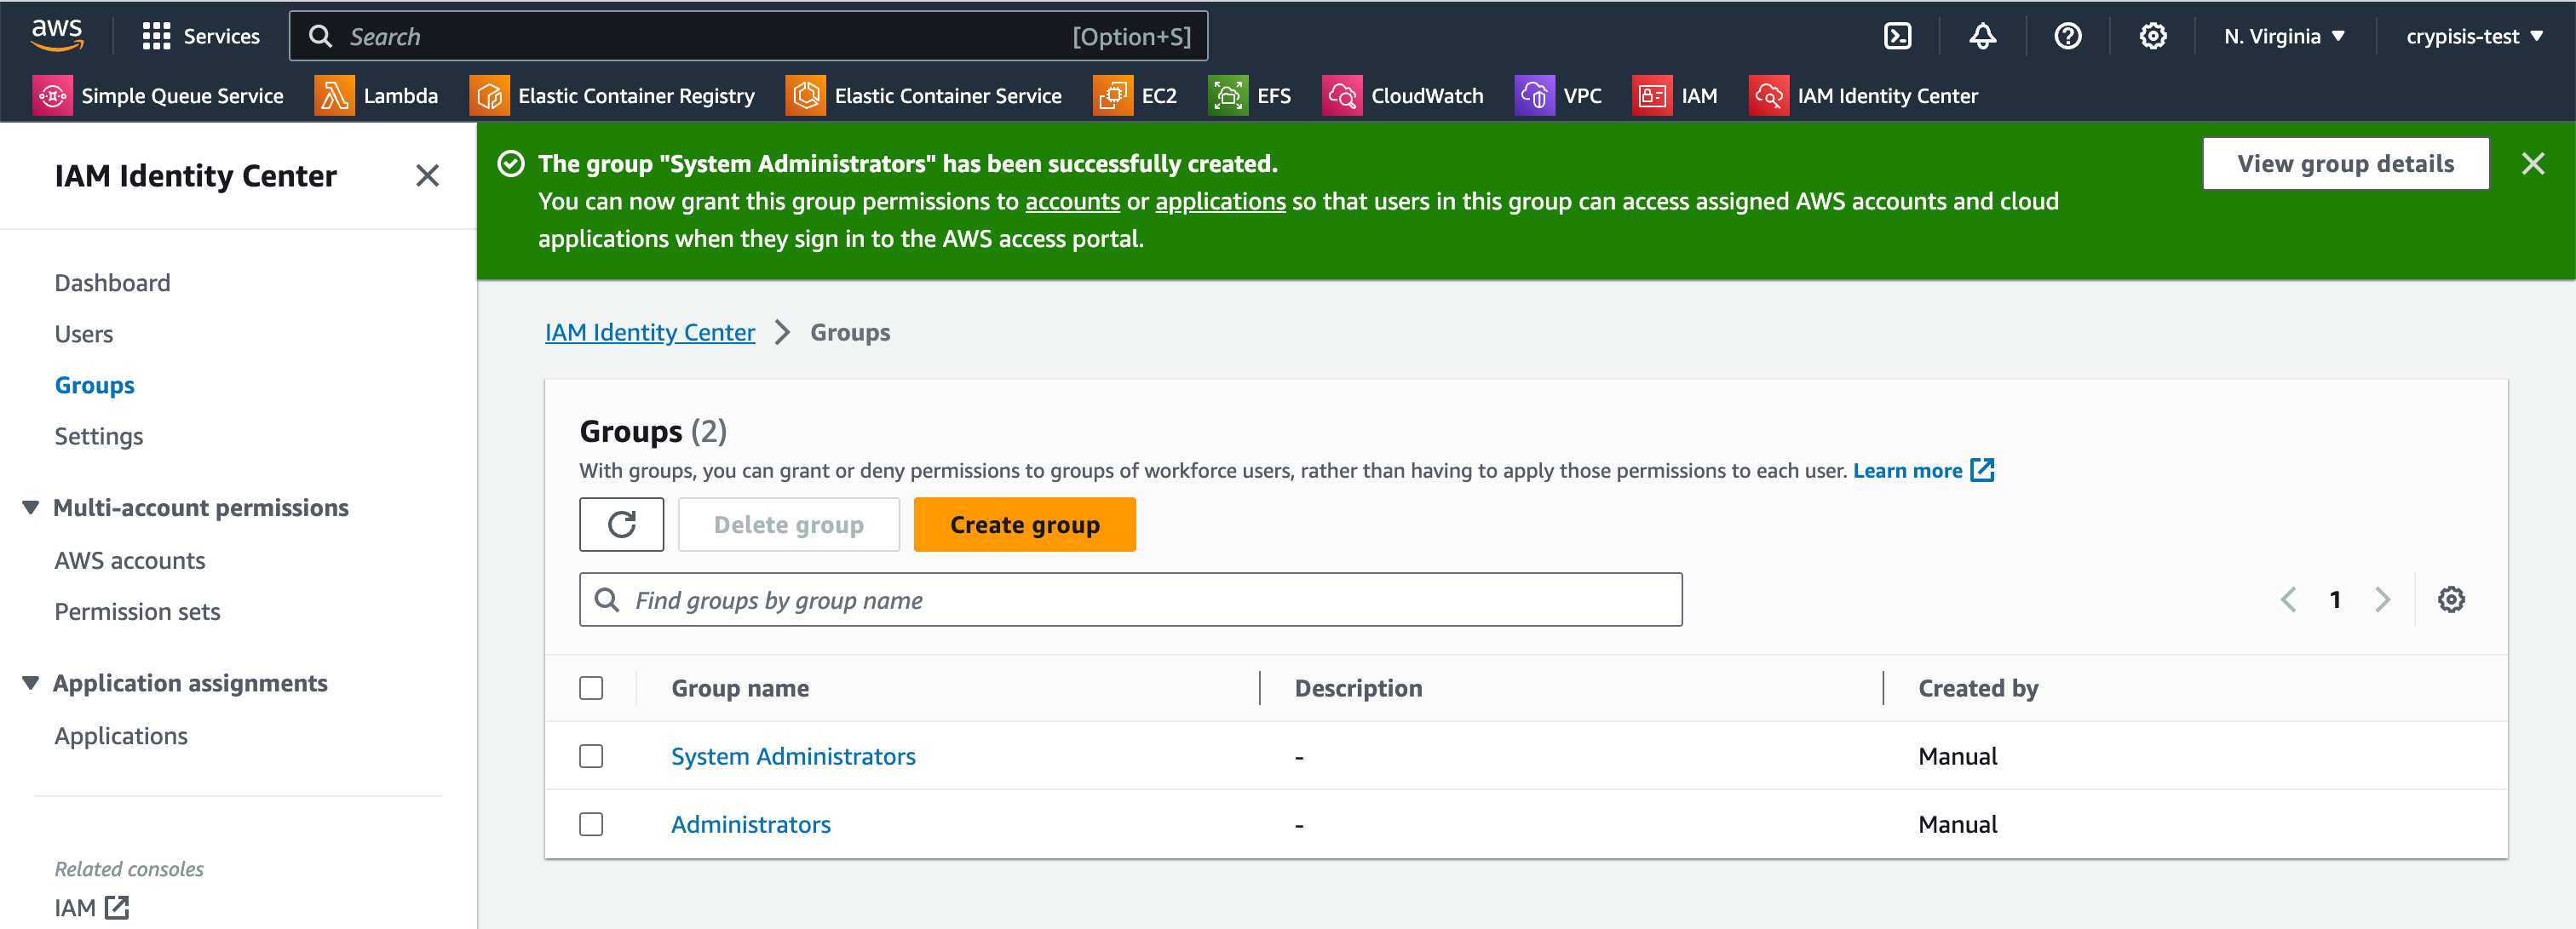 aws
Services
Search
[Option+S]
N. Virginia
crypisis-test
Simple Queue Service
Lambda
Elastic Container Registry
Elastic Container Service
EC2
EFS
CloudWatch
VPC
IAM
IAM Identity Center
IAM Identity Center
Dashboard
Users
Groups
Settings
Multi-account permissions
AWS accounts
Permission sets
Application assignments
Applications
Related consoles
IAM
The group "System Administrators" has been successfully created.
You can now grant this group permissions to accounts or applications so that users in this group can access assigned AWS accounts and cloud
applications when they sign in to the AWS access portal.
View group details
IAM Identity Center > Groups
Groups (2)
With groups, you can grant or deny permissions to groups of workforce users, rather than having to apply those permissions to each user. Learn more
Delete group
Create group
Find groups by group name
1
Group name Description Created by
System Administrators - Manual
Administrators - Manual